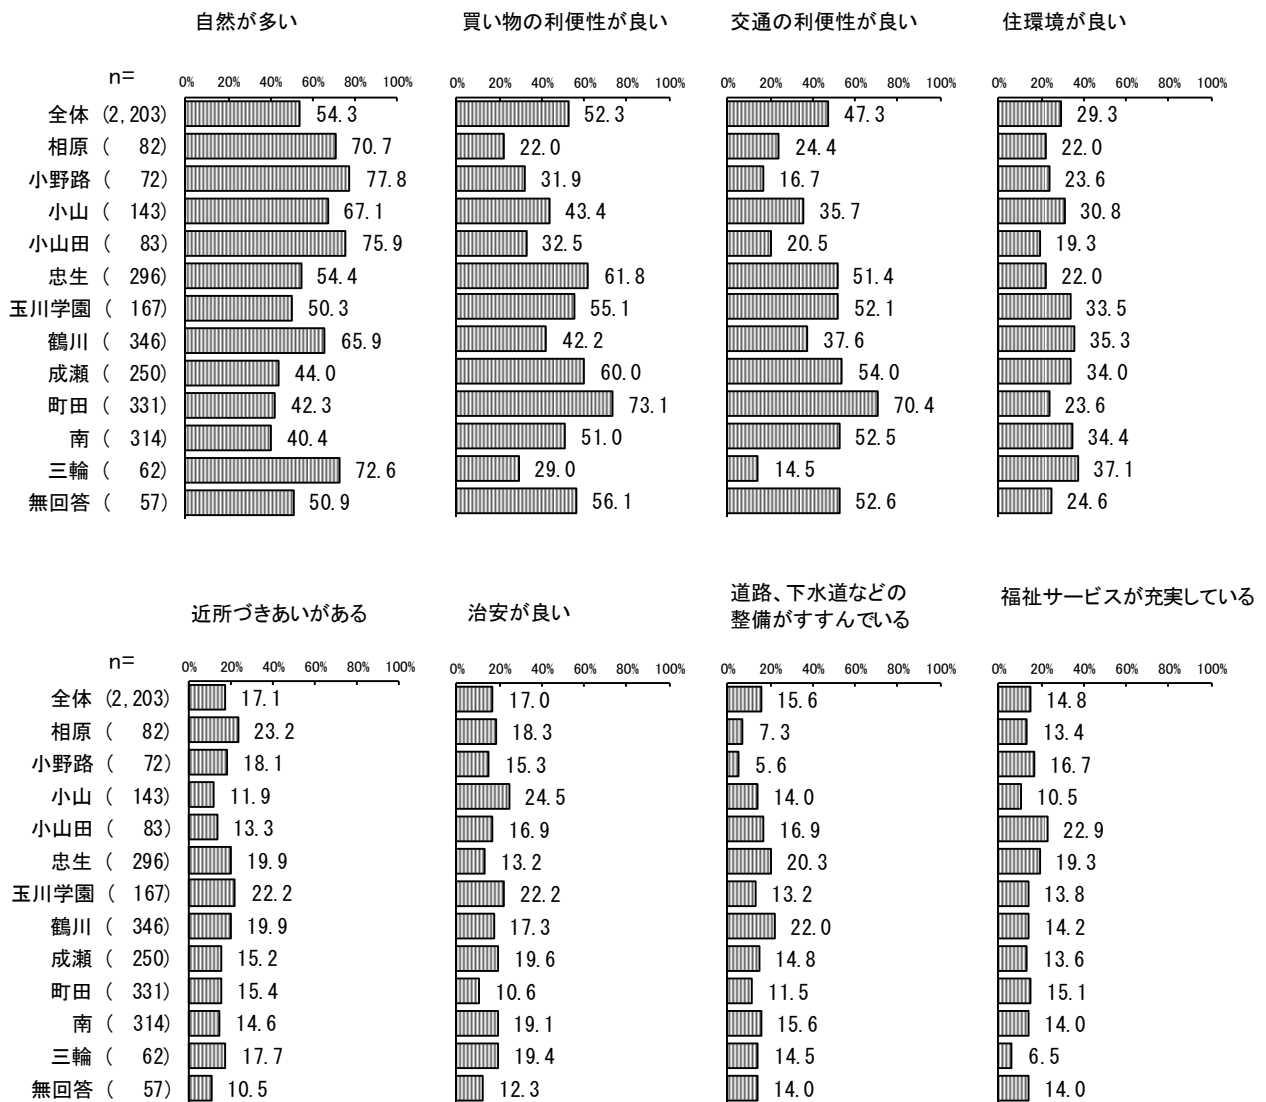 自然が多い 買い物の利便性が良い 交通の利便性が良い 住環境が良い
n= 0% 20% 40% 60% 80% 100% 0% 20% 40% 60% 80% 100% 0% 20% 40% 60% 80% 100% 0% 20% 40% 60% 80% 100%
全体 (2,203) 54.3 52.3 47.3 29.3
相原 ( 82) 70.7 22.0 24.4 22.0
小野路 ( 72) 77.8 31.9 16.7 23.6
小山 ( 143) 67.1 43.4 35.7 30.8
小山田 ( 83) 75.9 32.5 20.5 19.3
忠生 ( 296) 54.4 61.8 51.4 22.0
玉川学園 ( 167) 50.3 55.1 52.1 33.5
鶴川 ( 346) 65.9 42.2 37.6 35.3
成瀬 ( 250) 44.0 60.0 54.0 34.0
町田 ( 331) 42.3 73.1 70.4 23.6
南 ( 314) 40.4 51.0 52.5 34.4
三輪 ( 62) 72.6 29.0 14.5 37.1
無回答 ( 57) 50.9 56.1 52.6 24.6
近所づきあいがある 治安が良い 道路、下水道などの 福祉サービスが充実している
整備がすすんでいる
n= 0% 20% 40% 60% 80% 100% 0% 20% 40% 60% 80% 100% 0% 20% 40% 60% 80% 100% 0% 20% 40% 60% 80% 100%
全体 (2,203) 17.1 17.0 15.6 14.8
相原 ( 82) 23.2 18.3 7.3 13.4
小野路 ( 72) 18.1 15.3 5.6 16.7
小山 ( 143) 11.9 24.5 14.0 10.5
小山田 ( 83) 13.3 16.9 16.9 22.9
忠生 ( 296) 19.9 13.2 20.3 19.3
玉川学園 ( 167) 22.2 22.2 13.2 13.8
鶴川 ( 346) 19.9 17.3 22.0 14.2
成瀬 ( 250) 15.2 19.6 14.8 13.6
町田 ( 331) 15.4 10.6 11.5 15.1
南 ( 314) 14.6 19.1 15.6 14.0
三輪 ( 62) 17.7 19.4 14.5 6.5
無回答 ( 57) 10.5 12.3 14.0 14.0